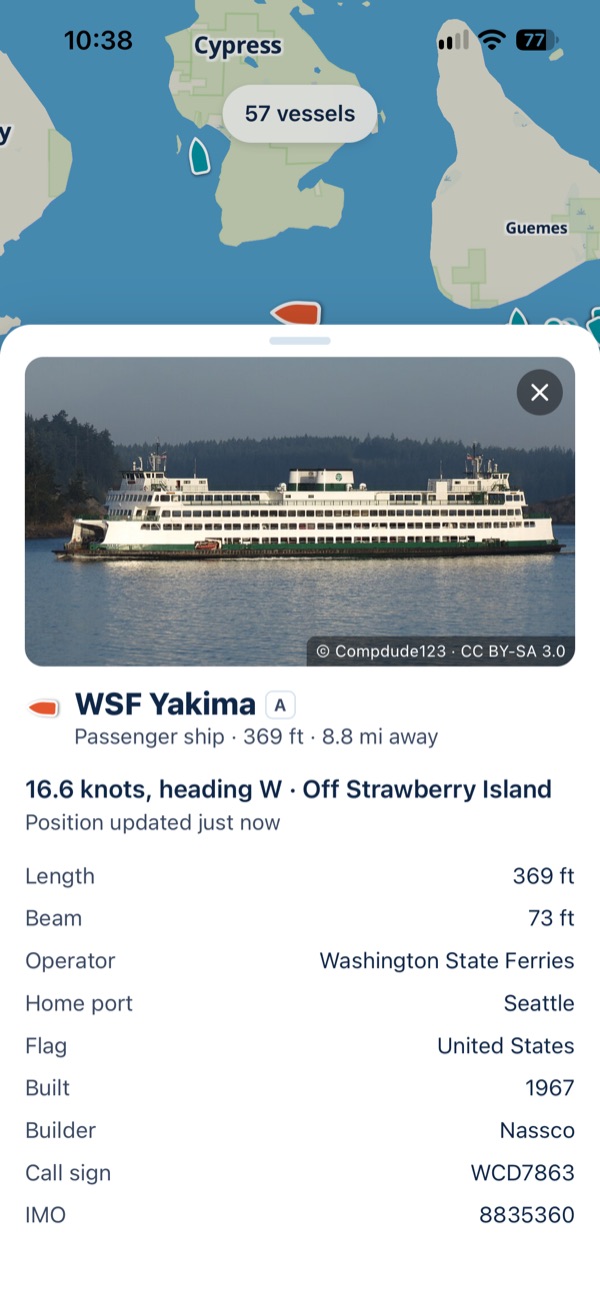 10:38
77
Cypress
57 vessels
y
Guemes
© Compdude123 · CC BY-SA 3.0
WSF Yakima A
Passenger ship · 369 ft · 8.8 mi away
16.6 knots, heading W · Off Strawberry Island
Position updated just now
Length 369 ft
Beam 73 ft
Operator Washington State Ferries
Home port Seattle
Flag United States
Built 1967
Builder Nassco
Call sign WCD7863
IMO 8835360